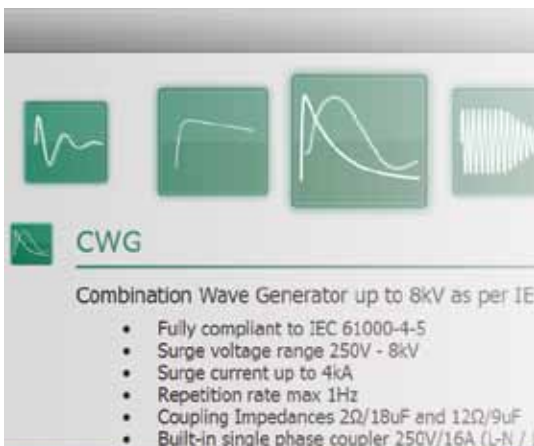 CWG
Combination Wave Generator up to 8kV as per IE
Fully compliant to IEC 61000-4-5
Surge voltage range 250V - 8kV
Surge current up to 4kA
Repetition rate max 1Hz
Coupling Impedances 2Ω/18uF and 12Ω/9uF
Built-in single phase coupler 250V/16A (L-N /